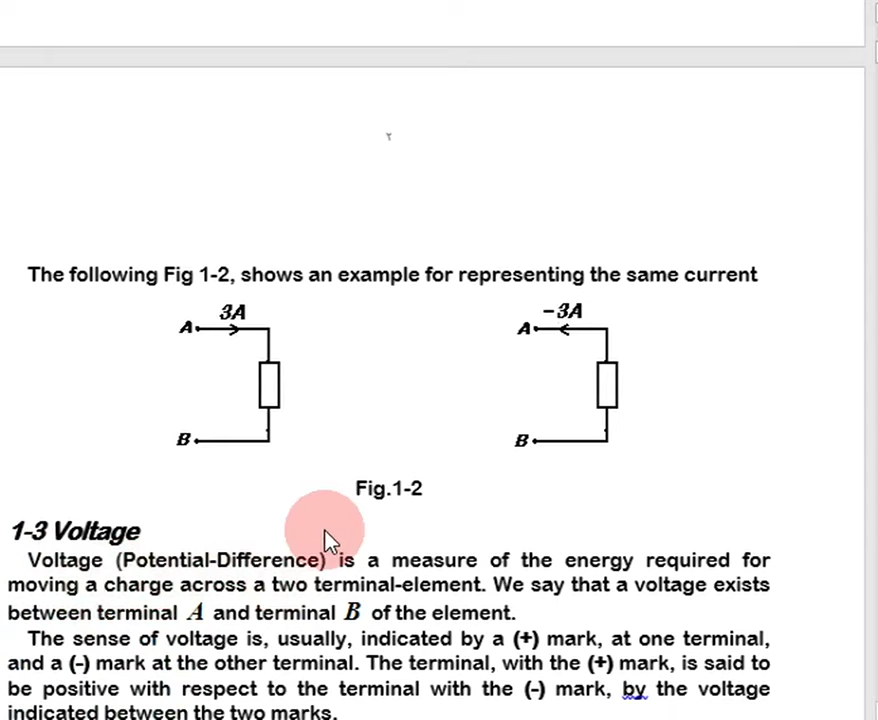 ٢
The following Fig 1-2, shows an example for representing the same current
3A
A
B
-3A
A
B
Fig.1-2
1-3 Voltage
Voltage (Potential-Difference) is a measure of the energy required for
moving a charge across a two terminal-element. We say that a voltage exists
between terminal A and terminal B of the element.
The sense of voltage is, usually, indicated by a (+) mark, at one terminal,
and a (-) mark at the other terminal. The terminal, with the (+) mark, is said to
be positive with respect to the terminal with the (-) mark, by the voltage
indicated between the two marks.